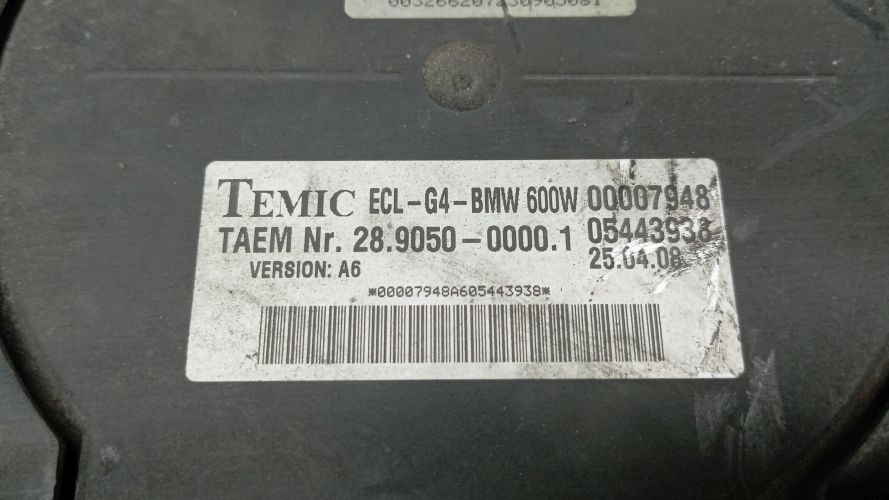 003266207230905081
TEMIC ECL-G4-BMW 600W 00007948
TAEM Nr. 28.9050-0000.1 05443938
VERSION: A6 25.04.08
*00007948A605443938*